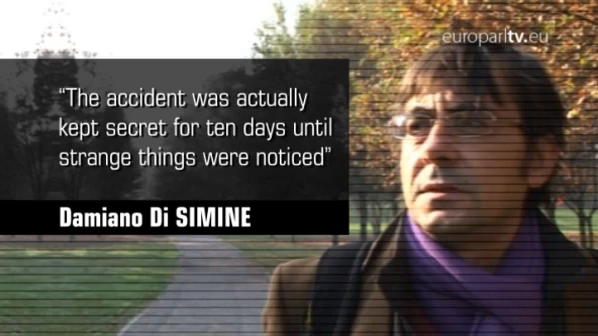 europarltv.eu
“The accident was actually
kept secret for ten days until
strange things were noticed”
Damiano Di SIMINE